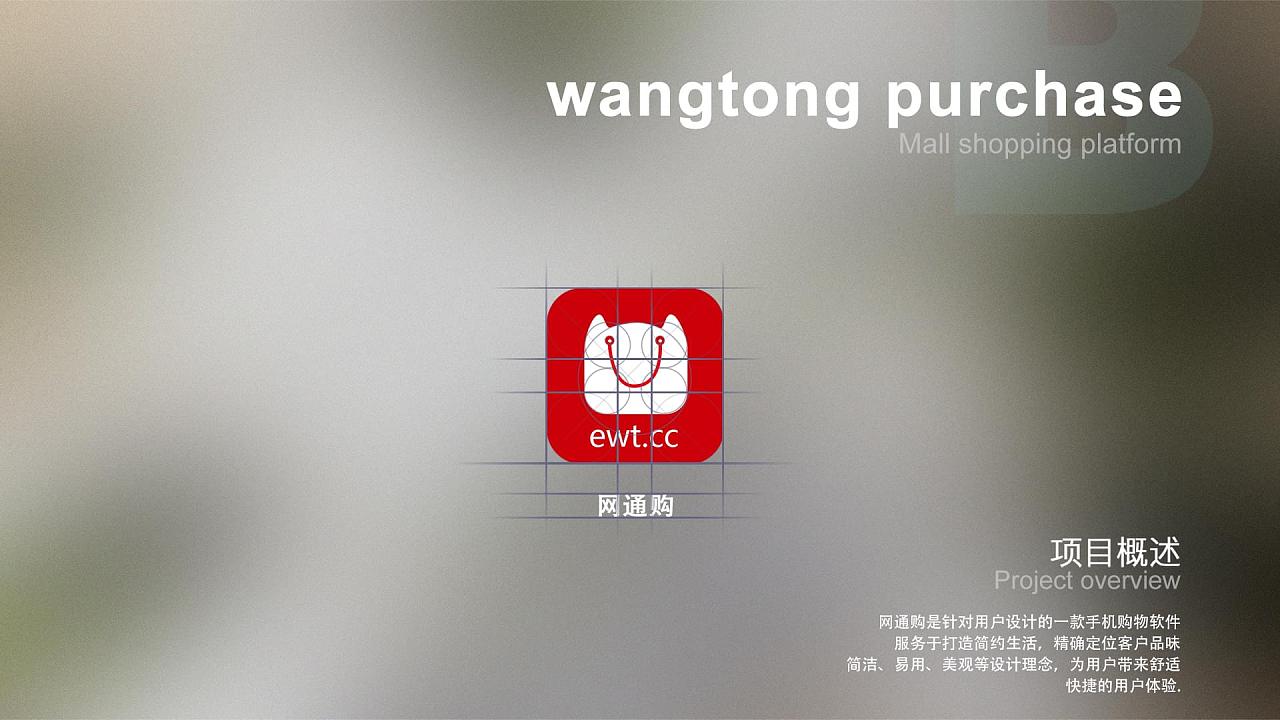 wangtong purchase
Mall shopping platform
B
ewt.cc
网通购
项目概述
Project overview
网通购是针对用户设计的一款手机购物软件
服务于打造简约生活，精确定位客户品味
简洁、易用、美观等设计理念，为用户带来舒适
快捷的用户体验.